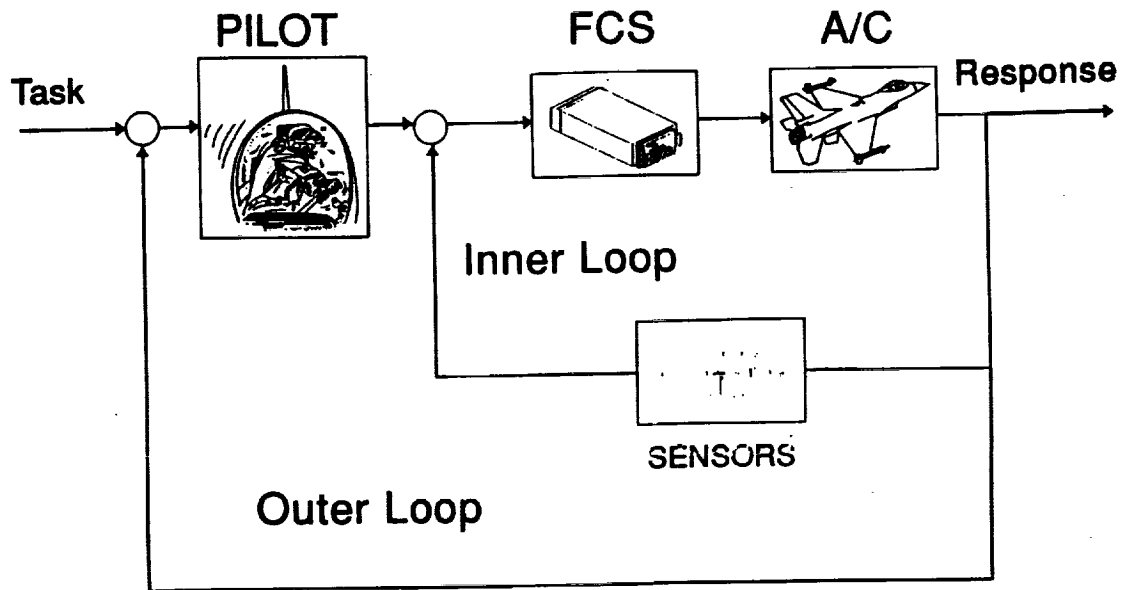 PILOT
FCS
A/C
Task
Response
Inner Loop
SENSORS
Outer Loop